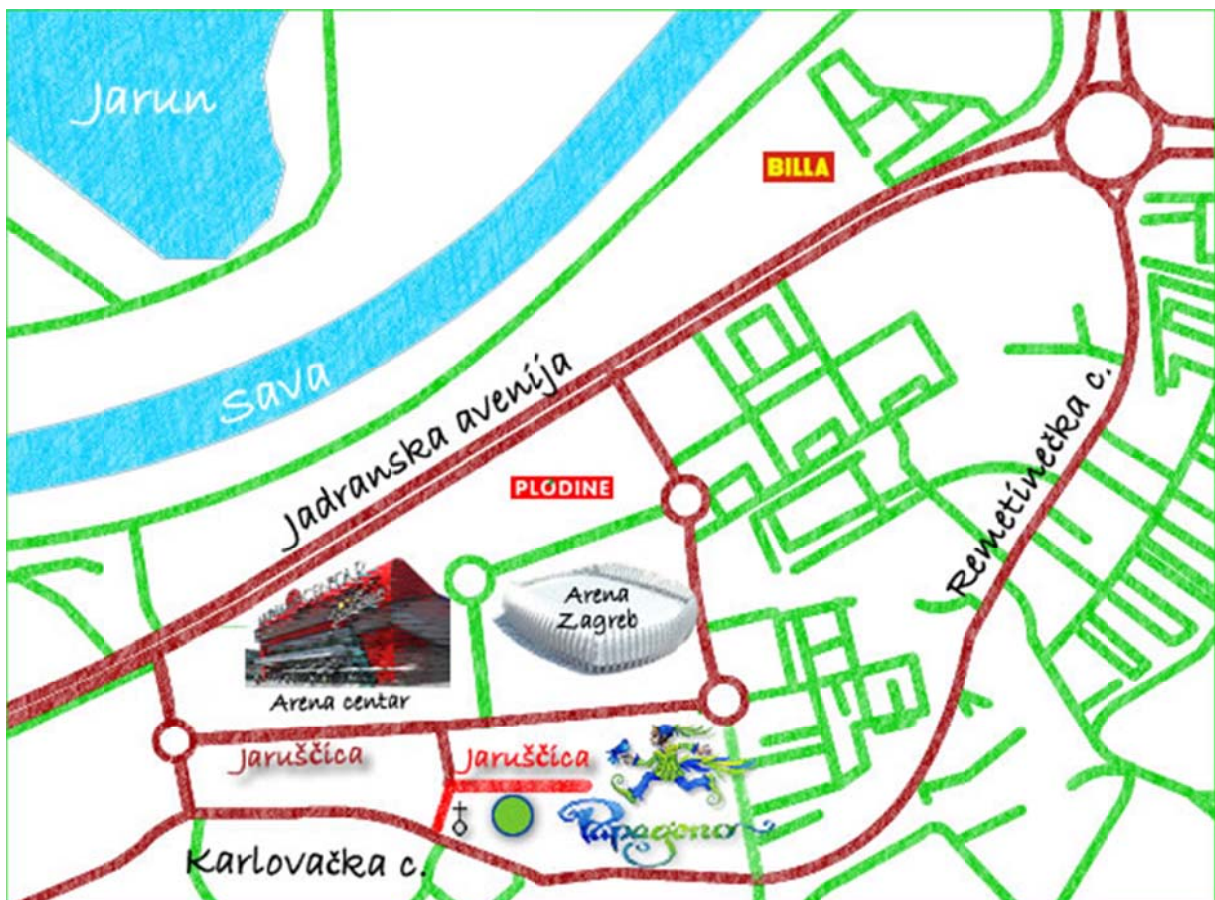 Jarun
BILLA
Sava
Jadranska avenija
PLODINE
Remetinečka c.
Arena
Zagreb
Arena centar
Jaruščica
Jaruščica
Papageno
Karlovačka c.